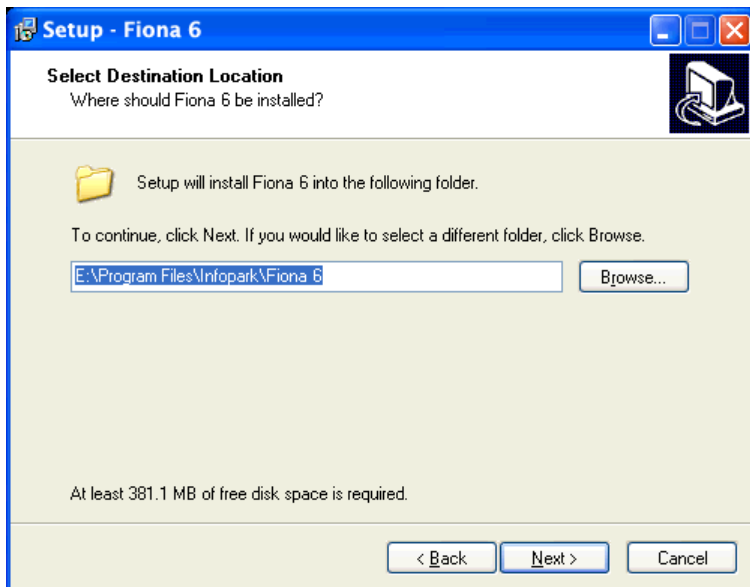 Setup - Fiona 6
Select Destination Location
Where should Fiona 6 be installed?
Setup will install Fiona 6 into the following folder.
To continue, click Next. If you would like to select a different folder, click Browse.
E:\Program Files\Infopark\Fiona 6
Browse...
At least 381.1 MB of free disk space is required.
< Back
Next >
Cancel